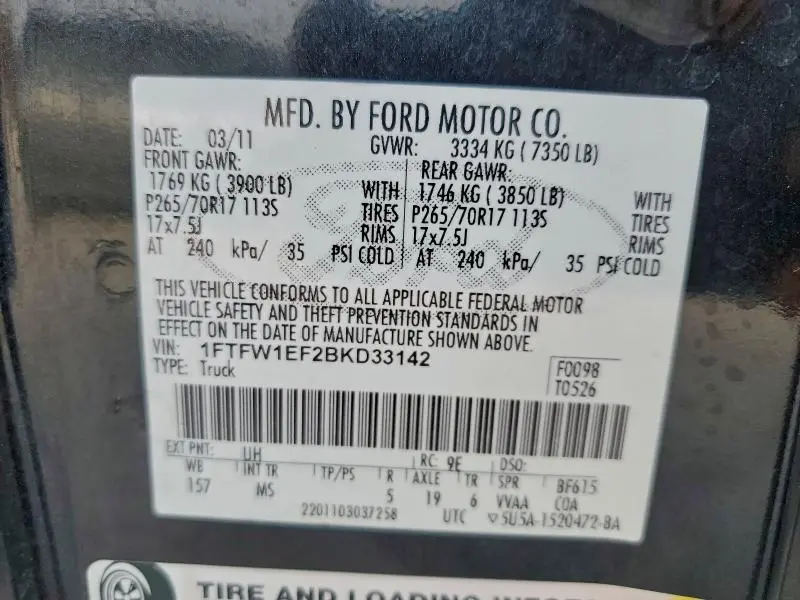 MFD. BY FORD MOTOR CO.
DATE: 03/11 GVWR: 3334 KG ( 7350 LB)
FRONT GAWR: REAR GAWR:
1769 KG ( 3900 LB) WITH 1746 KG ( 3850 LB) WITH
P265/70R17 113S TIRES P265/70R17 113S TIRES
17x7.5J RIMS 17x7.5J RIMS
AT 240 kPa/ 35 PSI COLD AT 240 kPa/ 35 PSI COLD
THIS VEHICLE CONFORMS TO ALL APPLICABLE FEDERAL MOTOR
VEHICLE SAFETY AND THEFT PREVENTION STANDARDS IN
EFFECT ON THE DATE OF MANUFACTURE SHOWN ABOVE.
VIN: 1FTFW1EF2BKD33142 F0098
TYPE: Truck T0526
EXT PNT: UH RC: 9E DSO:
WB INT TR TP/PS R AXLE TR SPR BF615
157 MS 5 19 6 VVAA COA
2201103037258 UTC ▽5U5A-1520472-BA
TIRE AND LOADING